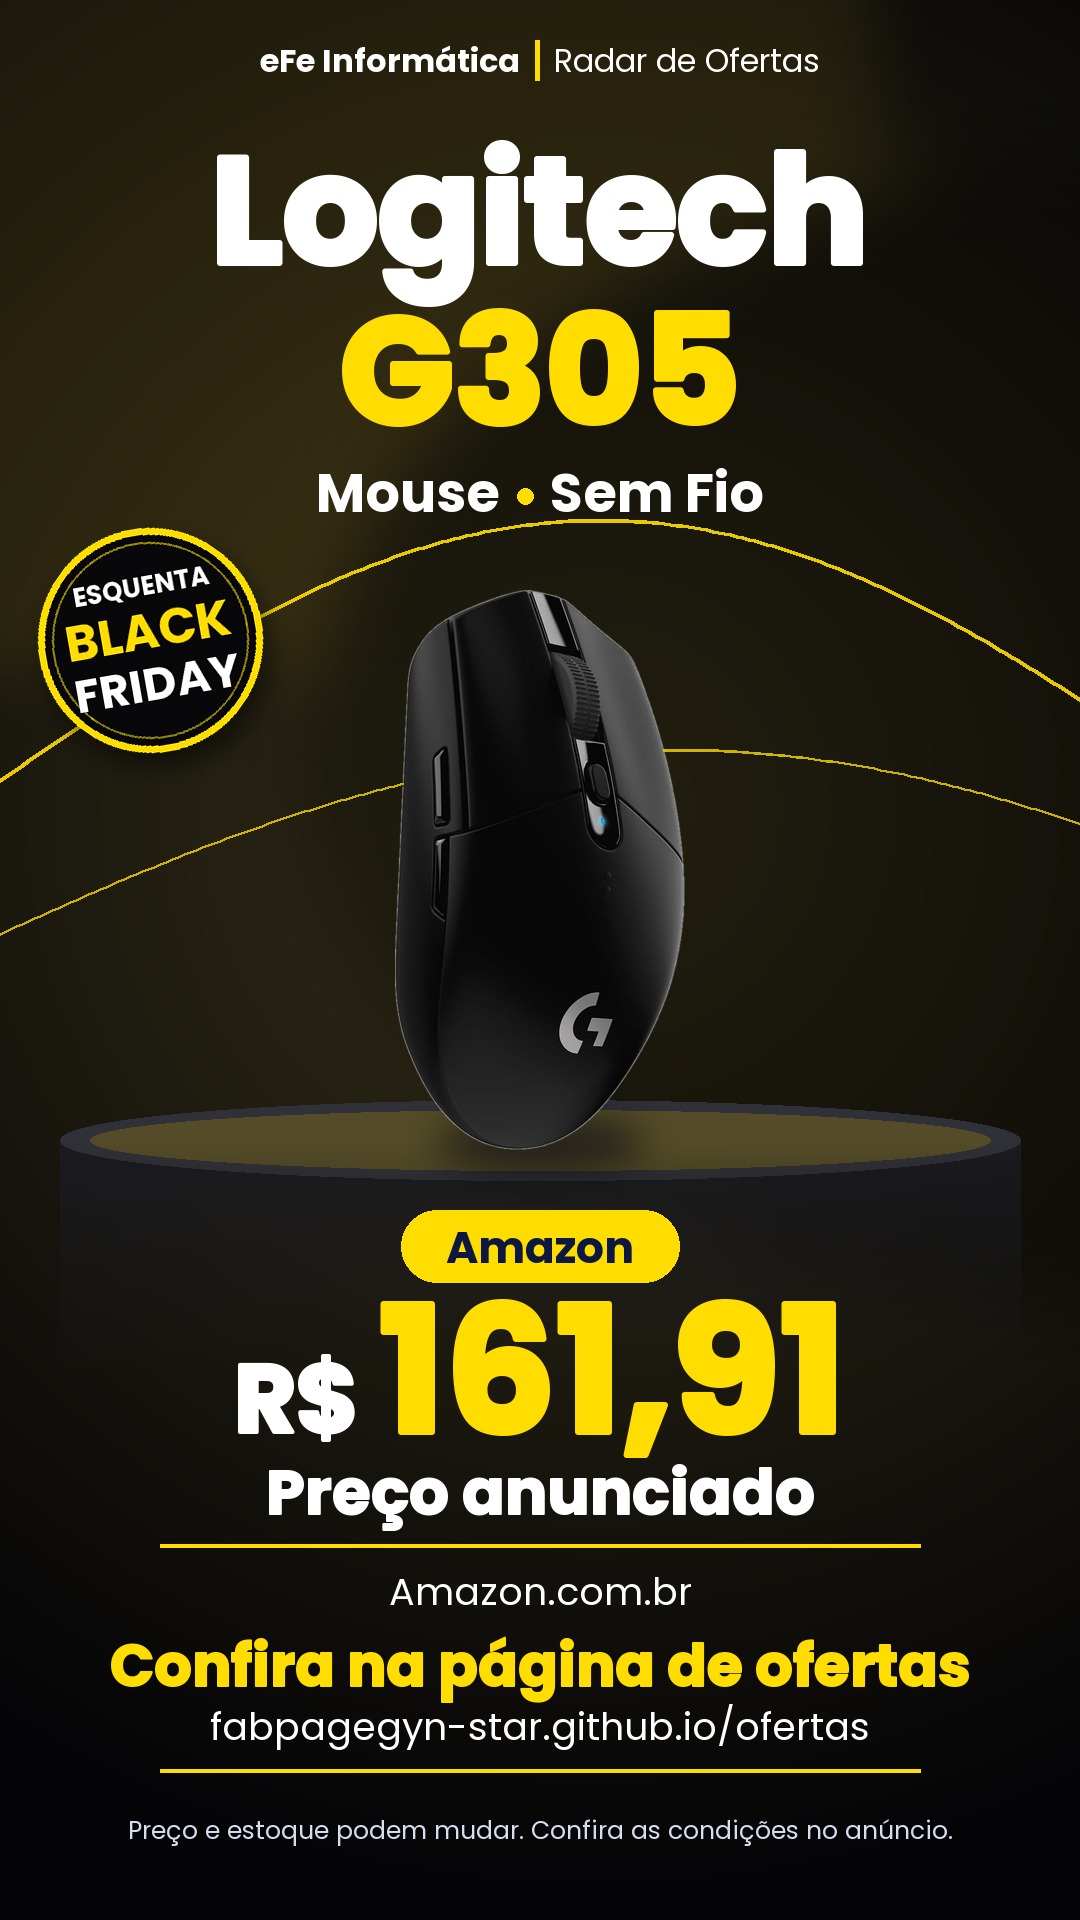 eFe Informática | Radar de Ofertas
Logitech
G305
Mouse • Sem Fio
ESQUENTA
BLACK
FRIDAY
G
Amazon
R$ 161,91
Preço anunciado
Amazon.com.br
Confira na página de ofertas
fabpagegyn-star.github.io/ofertas
Preço e estoque podem mudar. Confira as condições no anúncio.